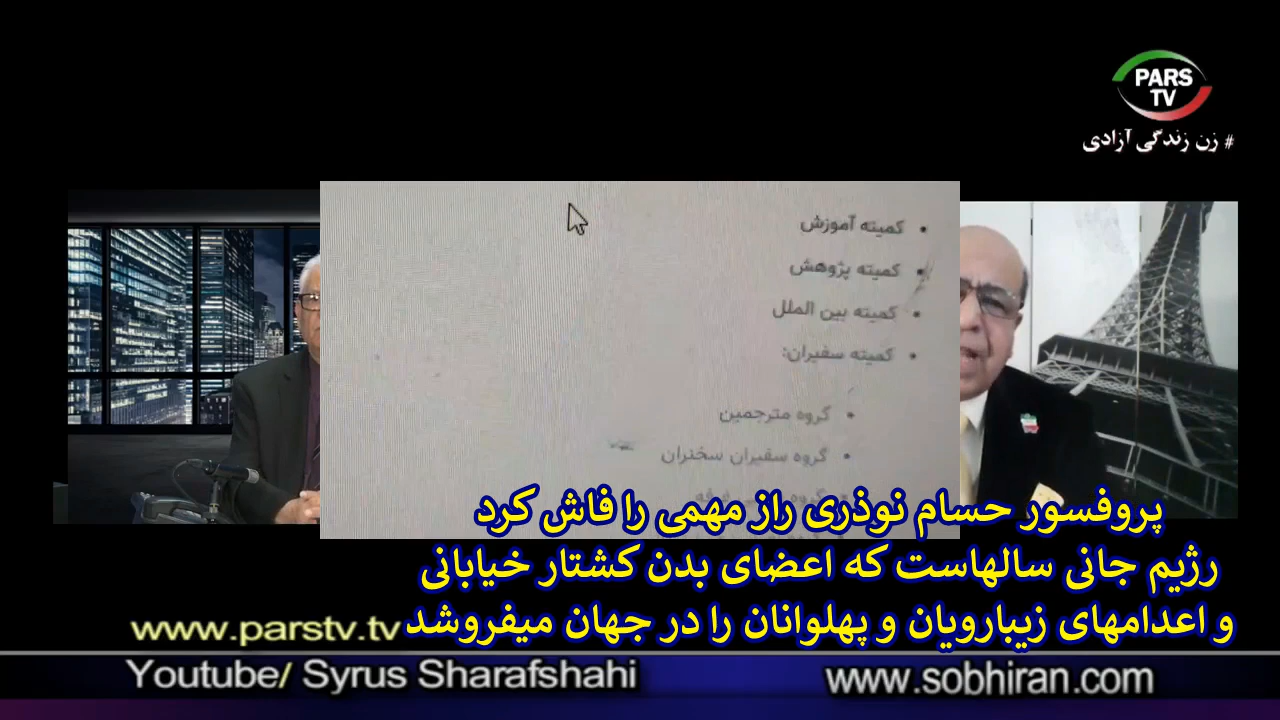 PARS
TV
# زن زندگی آزادی
• کمیته آموزش
• کمیته پژوهش
• کمیته بین الملل
• کمیته سفیران:
• گروه مترجمین
• گروه سفیران سخنران
پروفسور حسام نوذری راز مهمی را فاش کرد
رژیم جانی سالهاست که اعضای بدن کشتار خیابانی
و اعدامهای زیبارویان و پهلوانان را در جهان میفروشد
www.parstv.tv
Youtube/ Syrus Sharafshahi
www.sobhiran.com